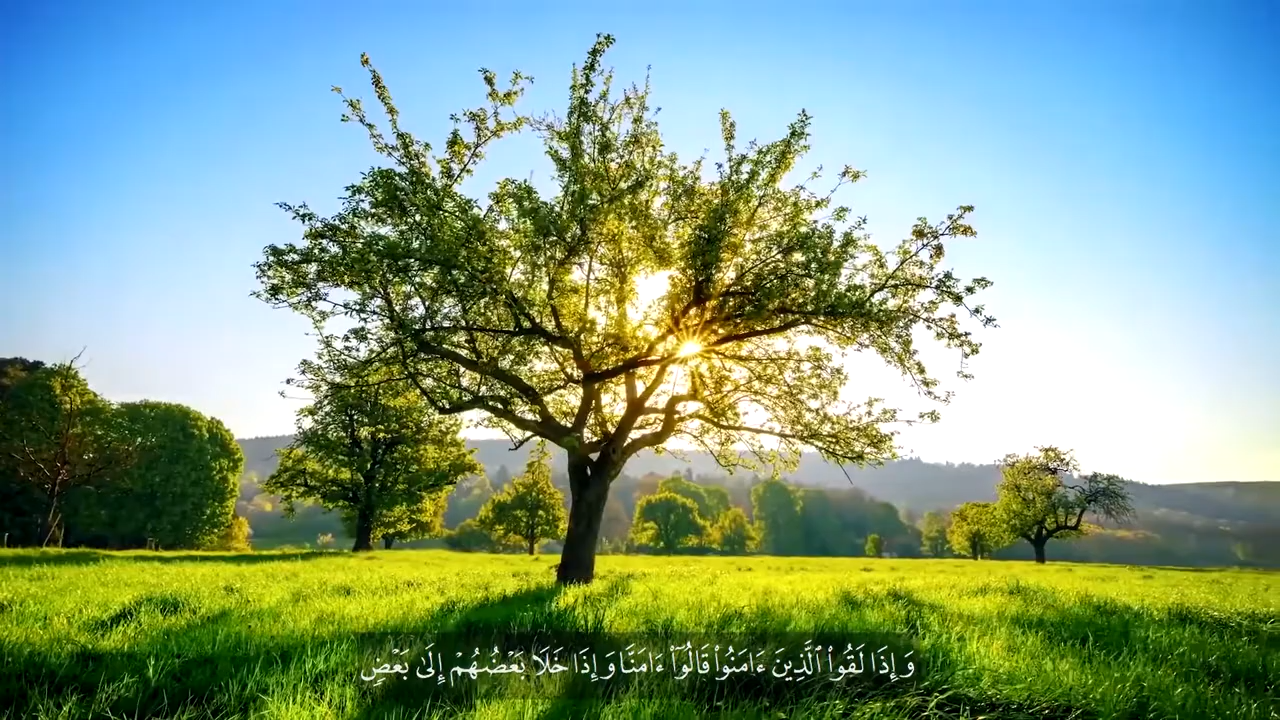 وَإِذَا لَقُوا۟ ٱلَّذِينَ ءَامَنُوا۟ قَالُوٓا۟ ءَامَنَّا وَإِذَا خَلَا بَعْضُهُمْ إِلَىٰ بَعْضٍ